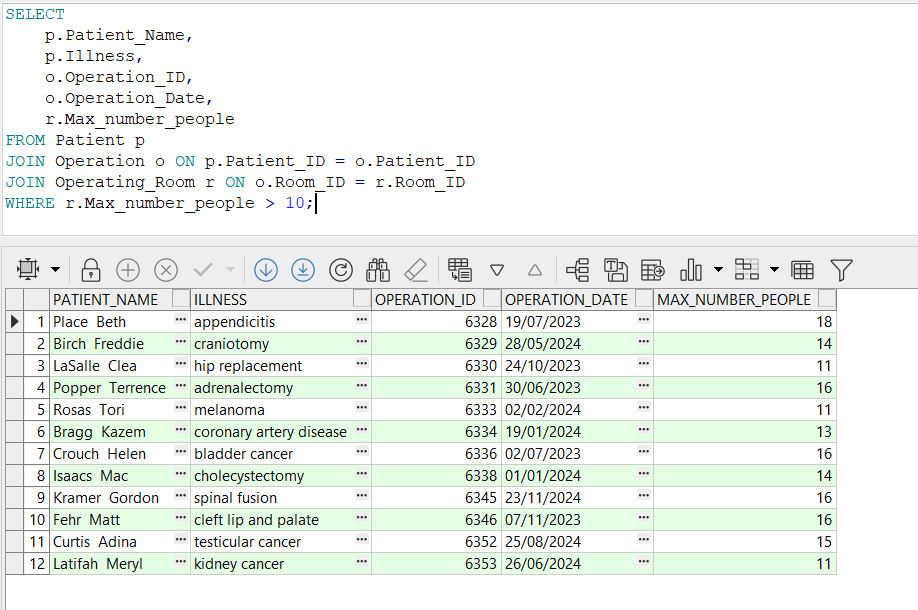 SELECT
    p.Patient_Name,
    p.Illness,
    o.Operation_ID,
    o.Operation_Date,
    r.Max_number_people
FROM Patient p
JOIN Operation o ON p.Patient_ID = o.Patient_ID
JOIN Operating_Room r ON o.Room_ID = r.Room_ID
WHERE r.Max_number_people > 10;
PATIENT_NAME ILLNESS OPERATION_ID OPERATION_DATE MAX_NUMBER_PEOPLE
1 Place Beth ... appendicitis ... 6328 19/07/2023 ... 18
2 Birch Freddie ... craniotomy ... 6329 28/05/2024 ... 14
3 LaSalle Clea ... hip replacement ... 6330 24/10/2023 ... 11
4 Popper Terrence ... adrenalectomy ... 6331 30/06/2023 ... 16
5 Rosas Tori ... melanoma ... 6333 02/02/2024 ... 11
6 Bragg Kazem ... coronary artery disease ... 6334 19/01/2024 ... 13
7 Crouch Helen ... bladder cancer ... 6336 02/07/2023 ... 16
8 Isaacs Mac ... cholecystectomy ... 6338 01/01/2024 ... 14
9 Kramer Gordon ... spinal fusion ... 6345 23/11/2024 ... 16
10 Fehr Matt ... cleft lip and palate ... 6346 07/11/2023 ... 16
11 Curtis Adina ... testicular cancer ... 6352 25/08/2024 ... 15
12 Latifah Meryl ... kidney cancer ... 6353 26/06/2024 ... 11